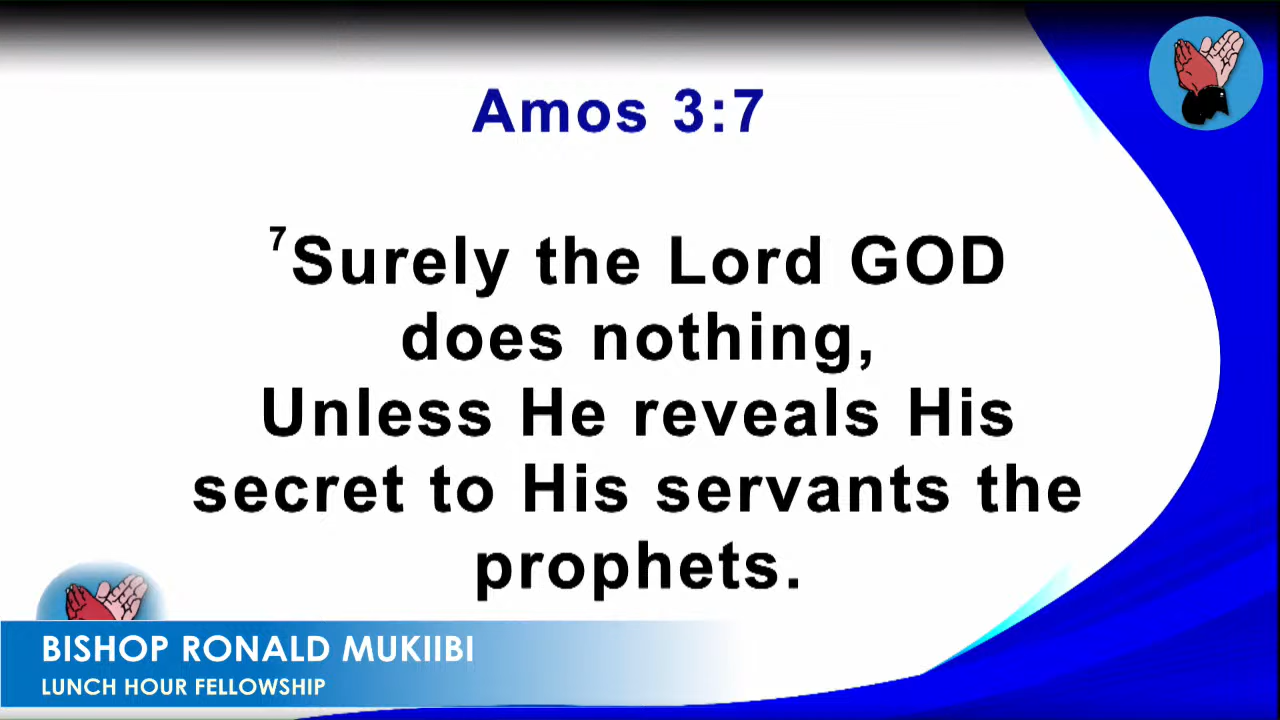 Amos 3:7
7Surely the Lord GOD
does nothing,
Unless He reveals His
secret to His servants the
prophets.
BISHOP RONALD MUKIIBI
LUNCH HOUR FELLOWSHIP